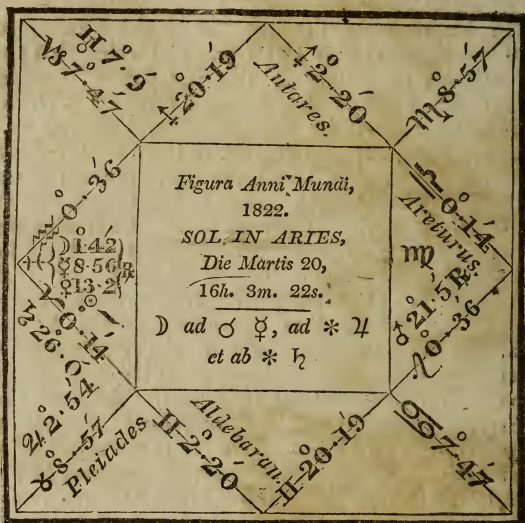 Figura Anni Mundi,
1822.
SOL, IN ARIES,
Die Martis 20,
16h. 3m. 22s.
☽ ad ☌ ☿, ad ✶ ♃
et ab ✶ ♄
♅ 7° 9′
♑ 7° 47′
♐ 20° 19′
♐ 2° 20′
Antares.
♏ 8° 57′
♎ 0° 14′
Arcturus.
♍
♂ 21° 5 ℞
♌ 0° 36′
♋ 7° 47′
♊ 20° 19′
Aldebaran.
♊ 2° 20′
Pleiades
♉ 8° 57′
♃ 2° 54′
♄ 26° 0′
♈ 0° 14′
☉
♓
☽ 1° 42′
☿ 8° 56 ℞
♀ 13° 2
♒ 0° 36′